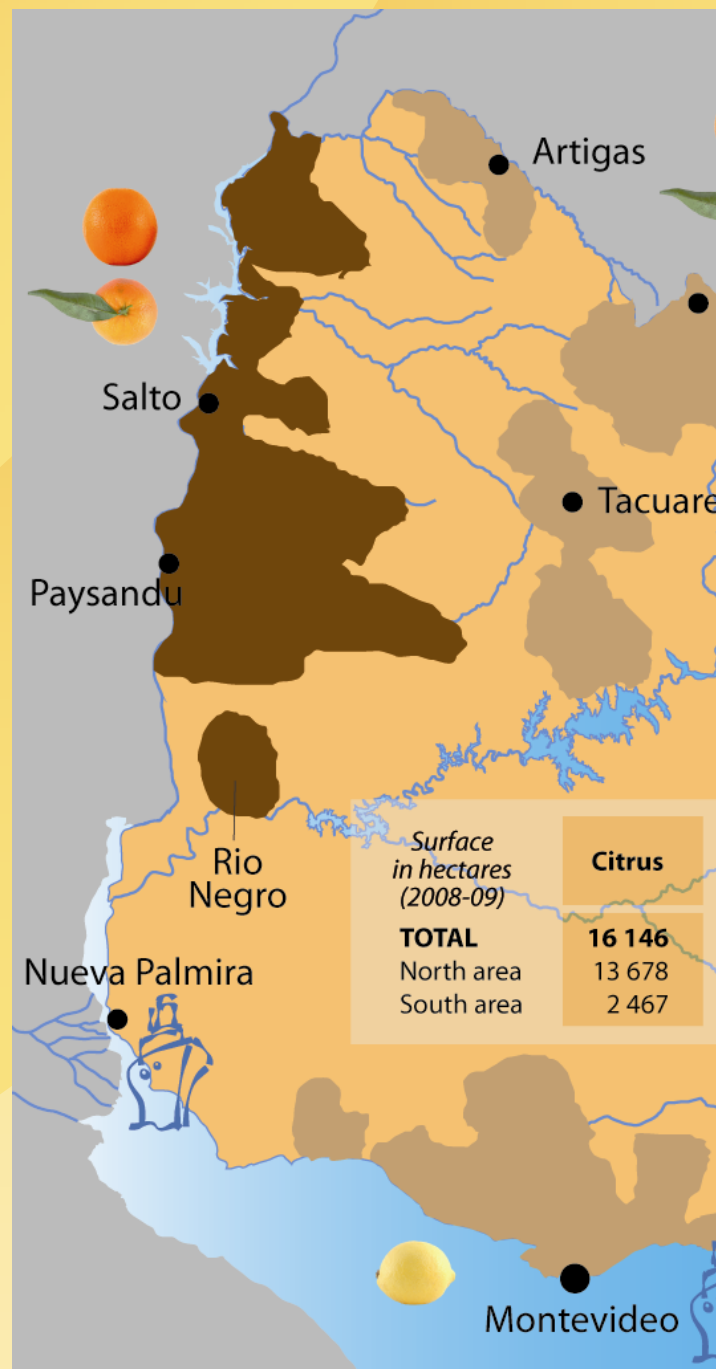 Artigas
Salto
Tacuare
Paysandu
Rio
Negro
Surface
in hectares
(2008-09)
Citrus
TOTAL 16 146
North area 13 678
South area 2 467
Nueva Palmira
Montevideo